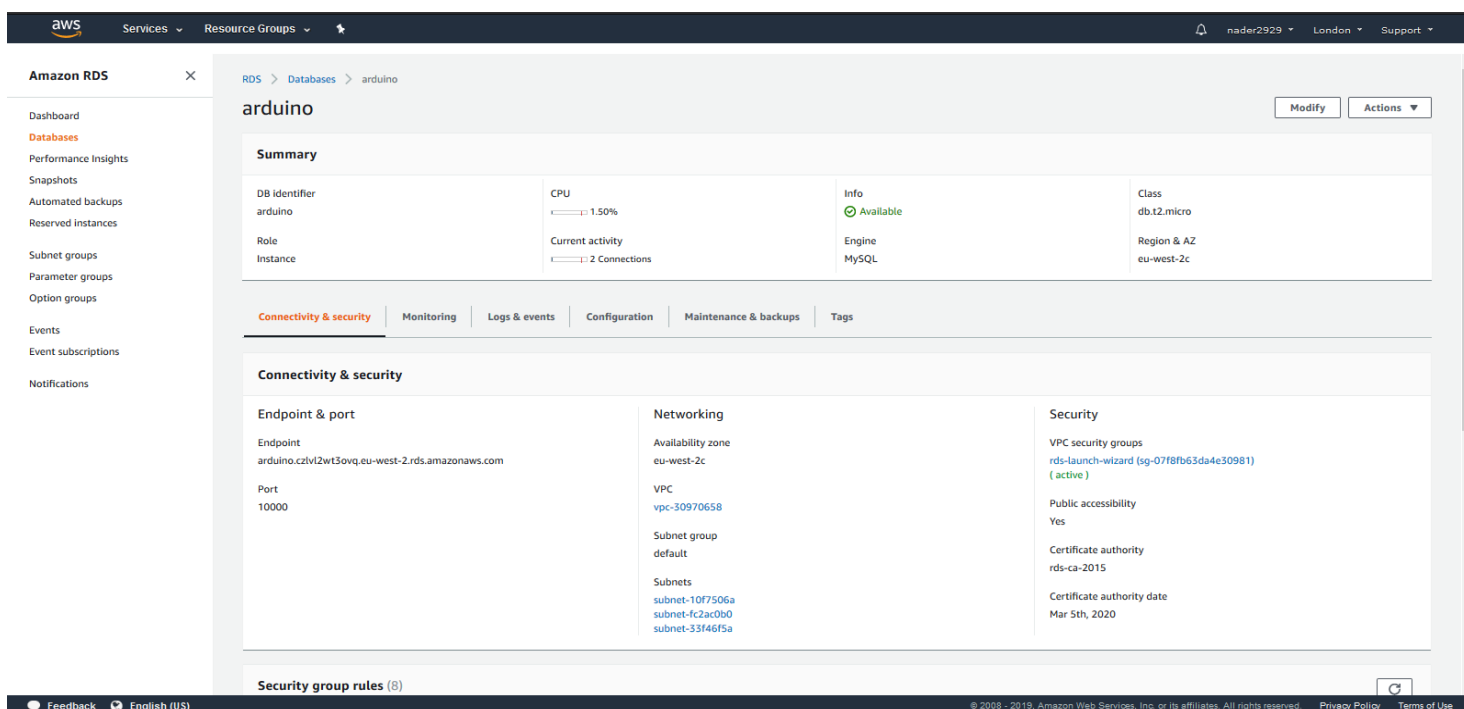 aws Services Resource Groups nader2929 London Support
Amazon RDS
Dashboard
Databases
Performance Insights
Snapshots
Automated backups
Reserved instances
Subnet groups
Parameter groups
Option groups
Events
Event subscriptions
Notifications
RDS > Databases > arduino
arduino
Modify Actions
Summary
DB identifier
arduino
CPU
1.50%
Info
Available
Class
db.t2.micro
Role
Instance
Current activity
2 Connections
Engine
MySQL
Region & AZ
eu-west-2c
Connectivity & security Monitoring Logs & events Configuration Maintenance & backups Tags
Connectivity & security
Endpoint & port
Endpoint
arduino.czlvl2wt3ovq.eu-west-2.rds.amazonaws.com
Port
10000
Networking
Availability zone
eu-west-2c
VPC
vpc-30970658
Subnet group
default
Subnets
subnet-10f7506a
subnet-fc2ac0b0
subnet-33f46f5a
Security
VPC security groups
rds-launch-wizard (sg-07f8fb63da4e30981)
( active )
Public accessibility
Yes
Certificate authority
rds-ca-2015
Certificate authority date
Mar 5th, 2020
Security group rules (8)
Feedback English (US) © 2008 - 2019, Amazon Web Services, Inc. or its affiliates. All rights reserved. Privacy Policy Terms of Use